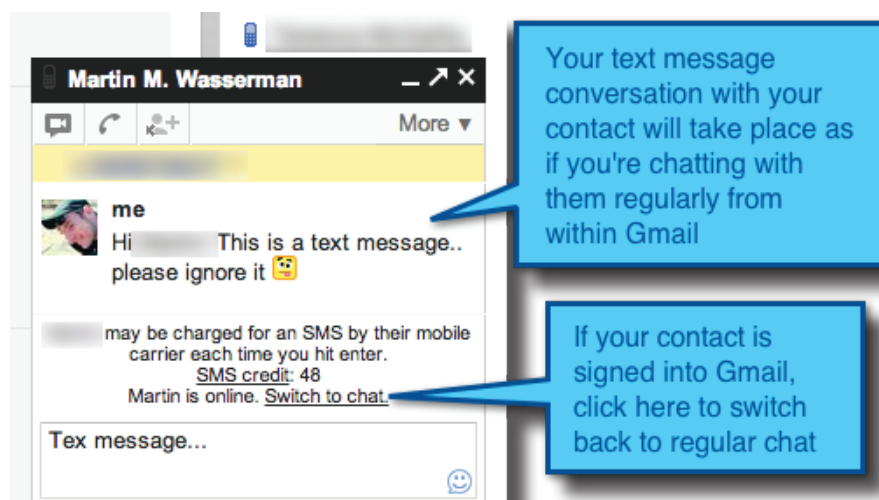 Martin M. Wasserman
More ▼
me
Hi This is a text message..
please ignore it
may be charged for an SMS by their mobile
carrier each time you hit enter.
SMS credit: 48
Martin is online. Switch to chat.
Tex message...
Your text message
conversation with your
contact will take place as
if you're chatting with
them regularly from
within Gmail
If your contact is
signed into Gmail,
click here to switch
back to regular chat